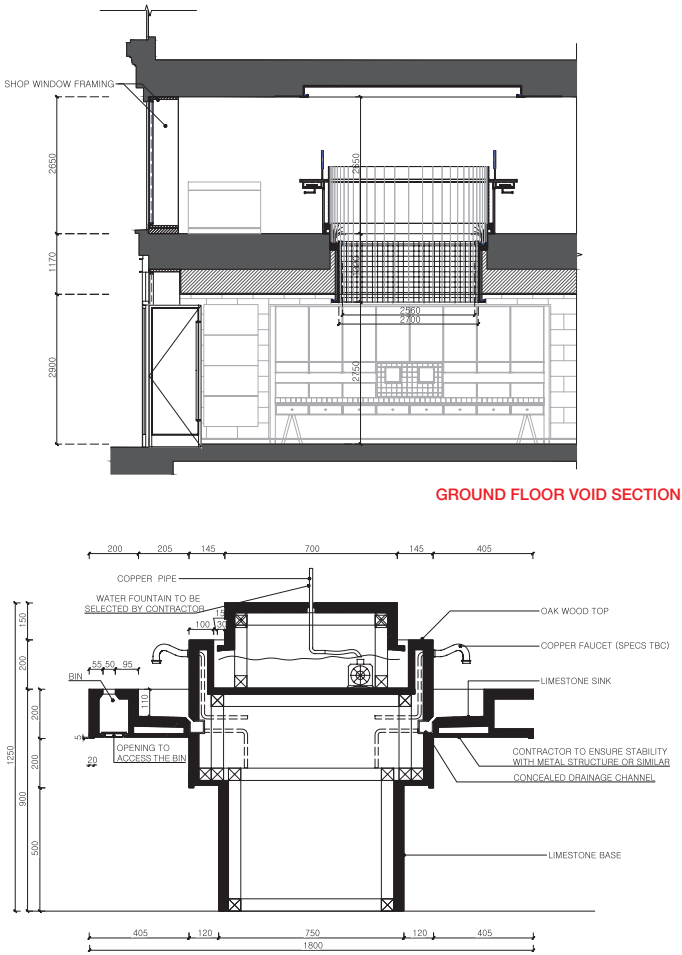 SHOP WINDOW FRAMING
2650
2650
1170
2560
2700
2900
2750
GROUND FLOOR VOID SECTION
200
205
145
700
145
405
COPPER PIPE
WATER FOUNTAIN TO BE
SELECTED BY CONTRACTOR
15
100
30
150
OAK WOOD TOP
200
COPPER FAUCET (SPECS TBC)
55
50
95
BIN
LIMESTONE SINK
110
200
1250
5
OPENING TO
ACCESS THE BIN
20
200
CONTRACTOR TO ENSURE STABILITY
WITH METAL STRUCTURE OR SIMILAR
CONCEALED DRAINAGE CHANNEL
900
500
LIMESTONE BASE
405
120
750
120
405
1800